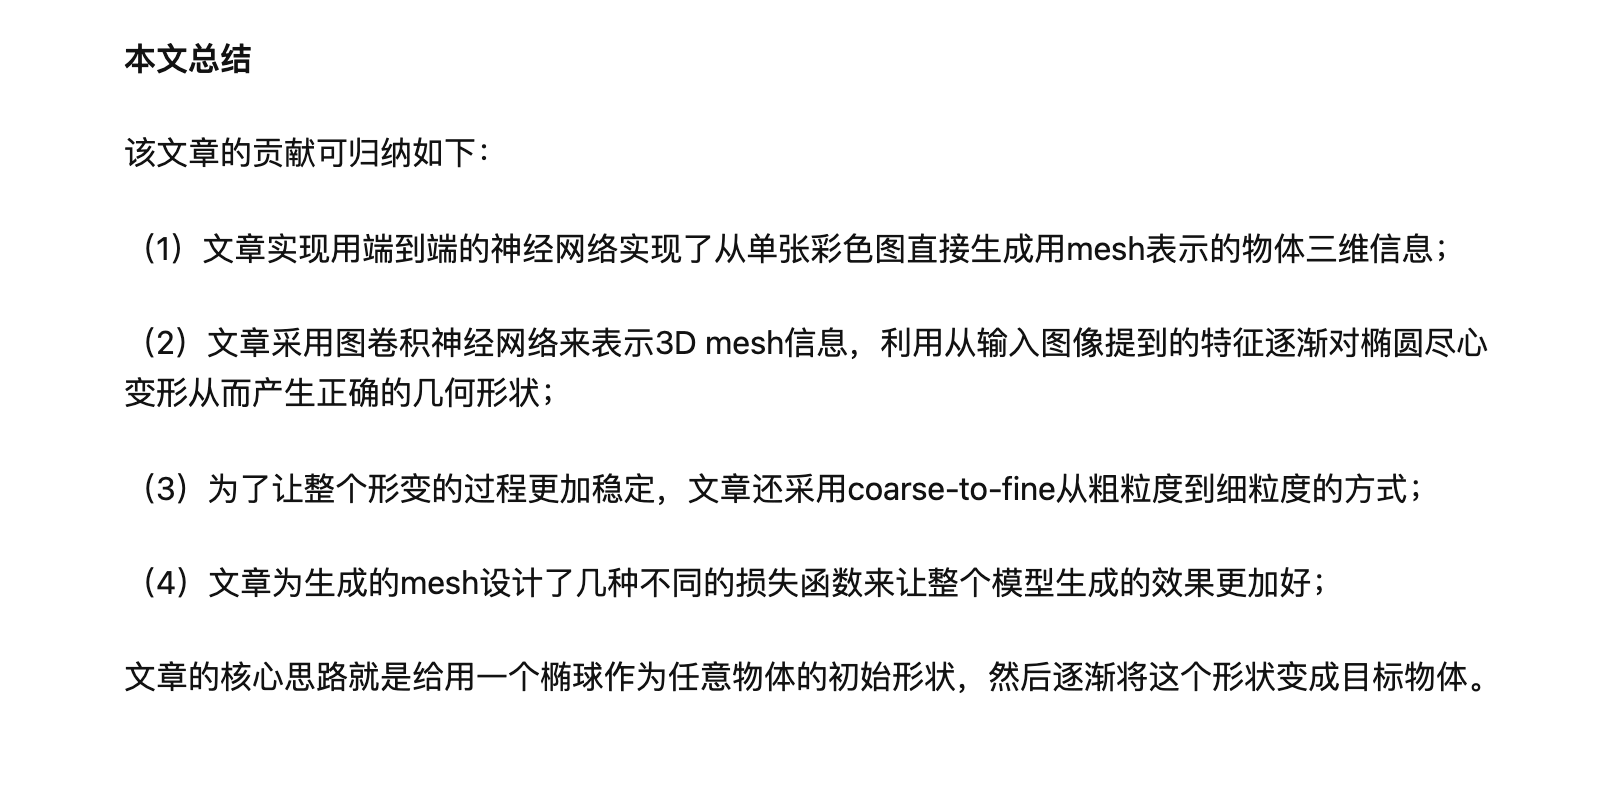 本文总结
该文章的贡献可归纳如下：
（1）文章实现用端到端的神经网络实现了从单张彩色图直接生成用mesh表示的物体三维信息；
（2）文章采用图卷积神经网络来表示3D mesh信息，利用从输入图像提到的特征逐渐对椭圆尽心
变形从而产生正确的几何形状；
（3）为了让整个形变的过程更加稳定，文章还采用coarse-to-fine从粗粒度到细粒度的方式；
（4）文章为生成的mesh设计了几种不同的损失函数来让整个模型生成的效果更加好；
文章的核心思路就是给用一个椭球作为任意物体的初始形状，然后逐渐将这个形状变成目标物体。